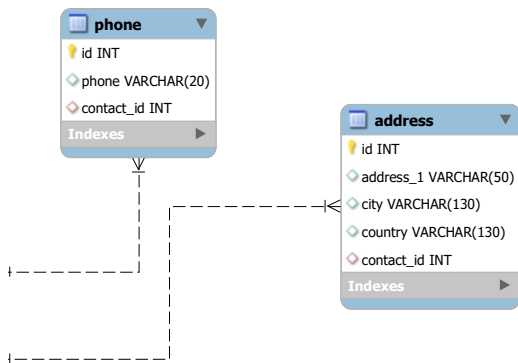 phone
id INT
phone VARCHAR(20)
contact_id INT
Indexes
address
id INT
address_1 VARCHAR(50)
city VARCHAR(130)
country VARCHAR(130)
contact_id INT
Indexes